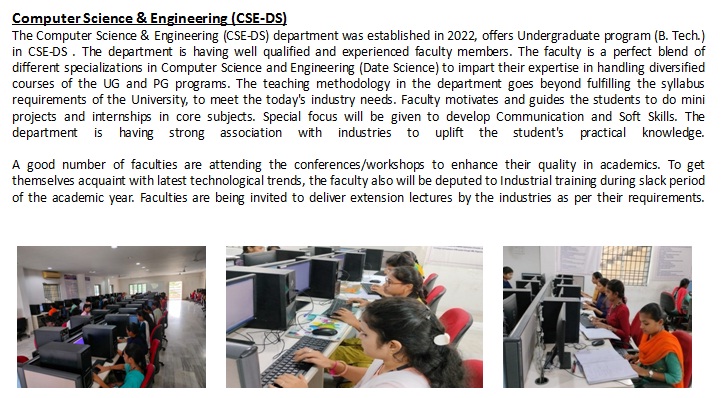 Computer Science & Engineering (CSE-DS)
The Computer Science & Engineering (CSE-DS) department was established in 2022, offers Undergraduate program (B. Tech.)
in CSE-DS . The department is having well qualified and experienced faculty members. The faculty is a perfect blend of
different specializations in Computer Science and Engineering (Date Science) to impart their expertise in handling diversified
courses of the UG and PG programs. The teaching methodology in the department goes beyond fulfilling the syllabus
requirements of the University, to meet the today's industry needs. Faculty motivates and guides the students to do mini
projects and internships in core subjects. Special focus will be given to develop Communication and Soft Skills. The
department is having strong association with industries to uplift the student's practical knowledge.
A good number of faculties are attending the conferences/workshops to enhance their quality in academics. To get
themselves acquaint with latest technological trends, the faculty also will be deputed to Industrial training during slack period
of the academic year. Faculties are being invited to deliver extension lectures by the industries as per their requirements.